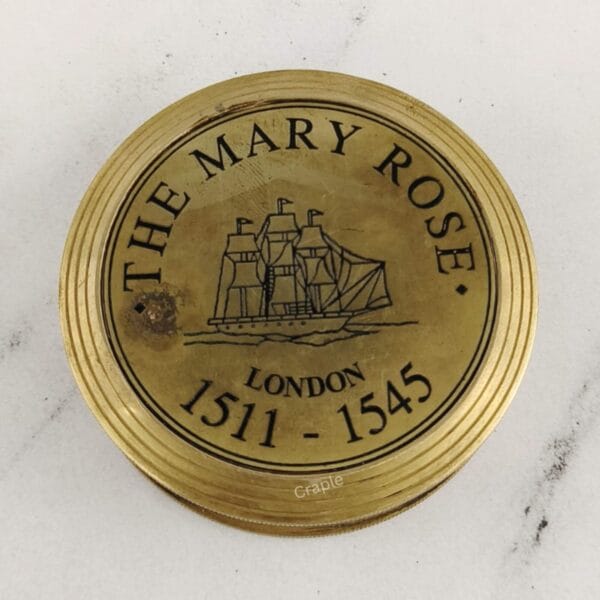 THE MARY ROSE
LONDON
1511 - 1545
Craple